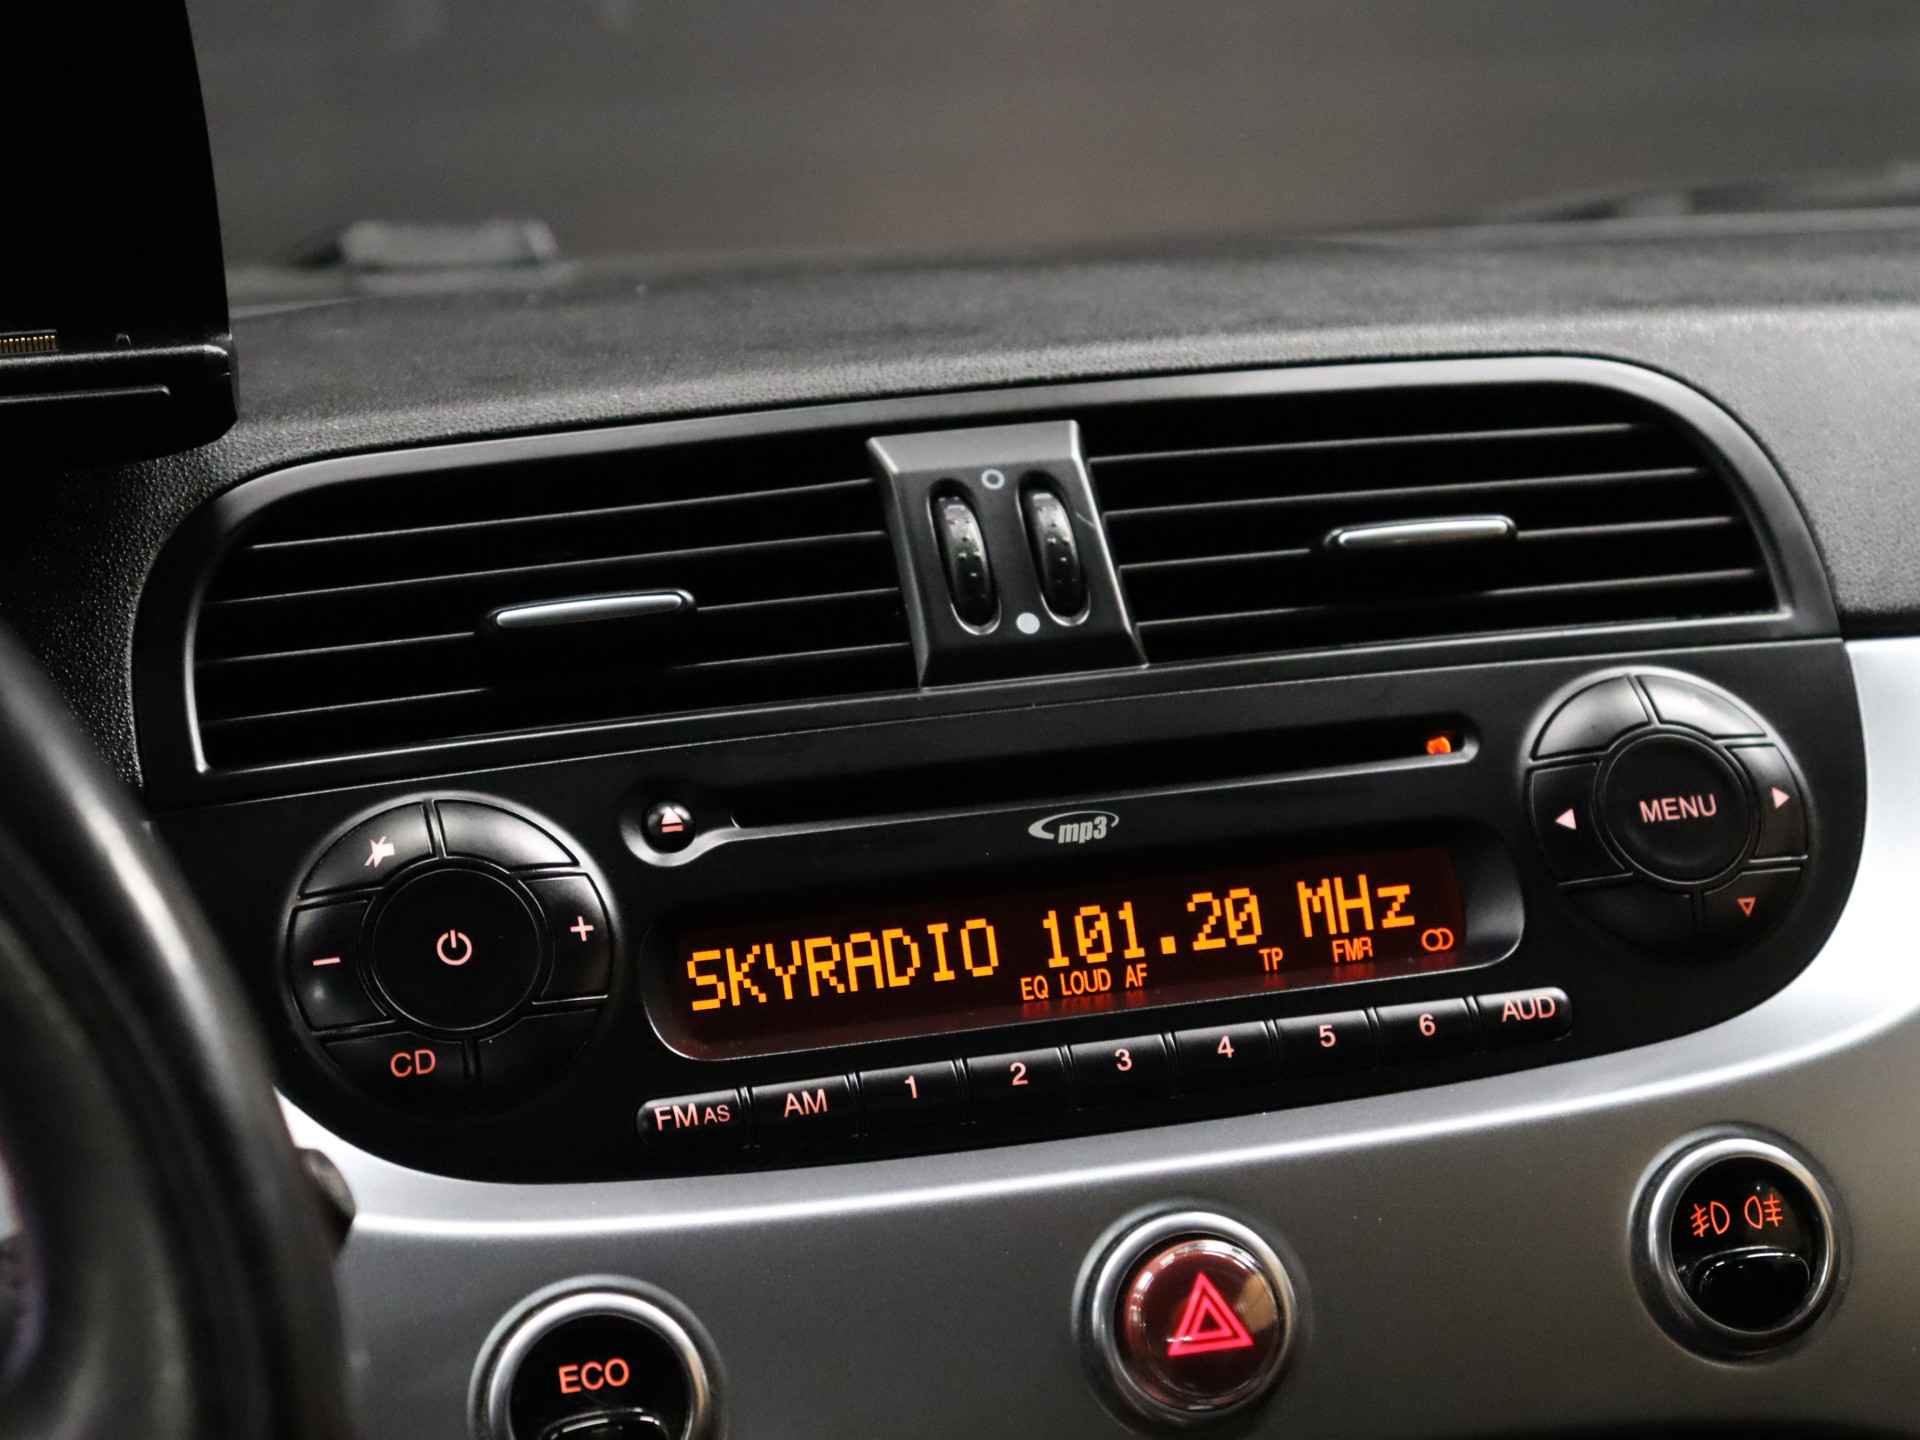 mp3
MENU
SKYRADIO 101.20 MHz
EQ LOUD AF TP FMR
CD
FM AS AM 1 2 3 4 5 6 AUD
ECO